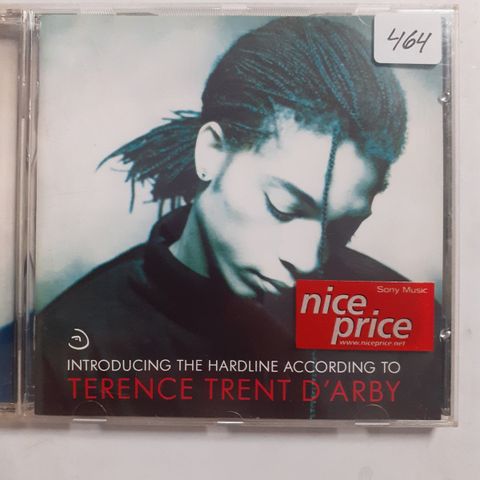 464
Sony Music
nice
price
www.niceprice.net
INTRODUCING THE HARDLINE ACCORDING TO
TERENCE TRENT D'ARBY